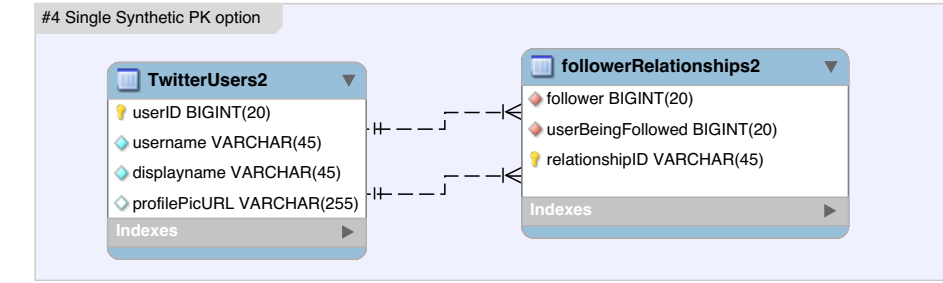 #4 Single Synthetic PK option
TwitterUsers2
userID BIGINT(20)
username VARCHAR(45)
displayname VARCHAR(45)
profilePicURL VARCHAR(255)
Indexes
followerRelationships2
follower BIGINT(20)
userBeingFollowed BIGINT(20)
relationshipID VARCHAR(45)
Indexes